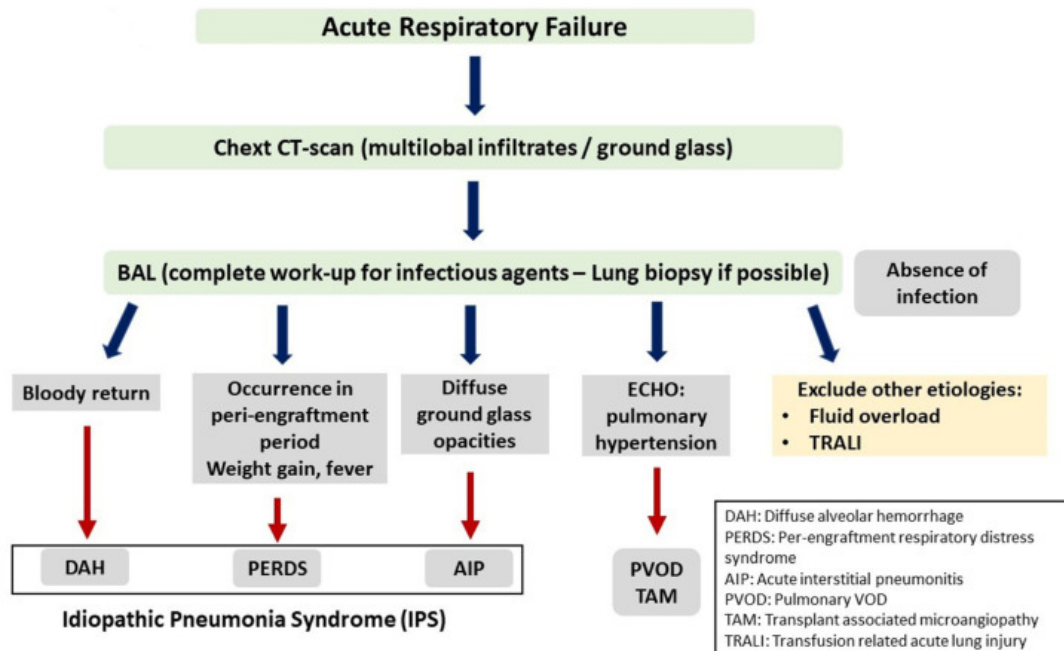 Acute Respiratory Failure
Chext CT-scan (multilobal infiltrates / ground glass)
BAL (complete work-up for infectious agents – Lung biopsy if possible)
Absence of
infection
Bloody return
Occurrence in
peri-engraftment
period
Weight gain, fever
Diffuse
ground glass
opacities
ECHO:
pulmonary
hypertension
Exclude other etiologies:
• Fluid overload
• TRALI
DAH
PERDS
AIP
Idiopathic Pneumonia Syndrome (IPS)
PVOD
TAM
DAH: Diffuse alveolar hemorrhage
PERDS: Per-engraftment respiratory distress
syndrome
AIP: Acute interstitial pneumonitis
PVOD: Pulmonary VOD
TAM: Transplant associated microangiopathy
TRALI: Transfusion related acute lung injury